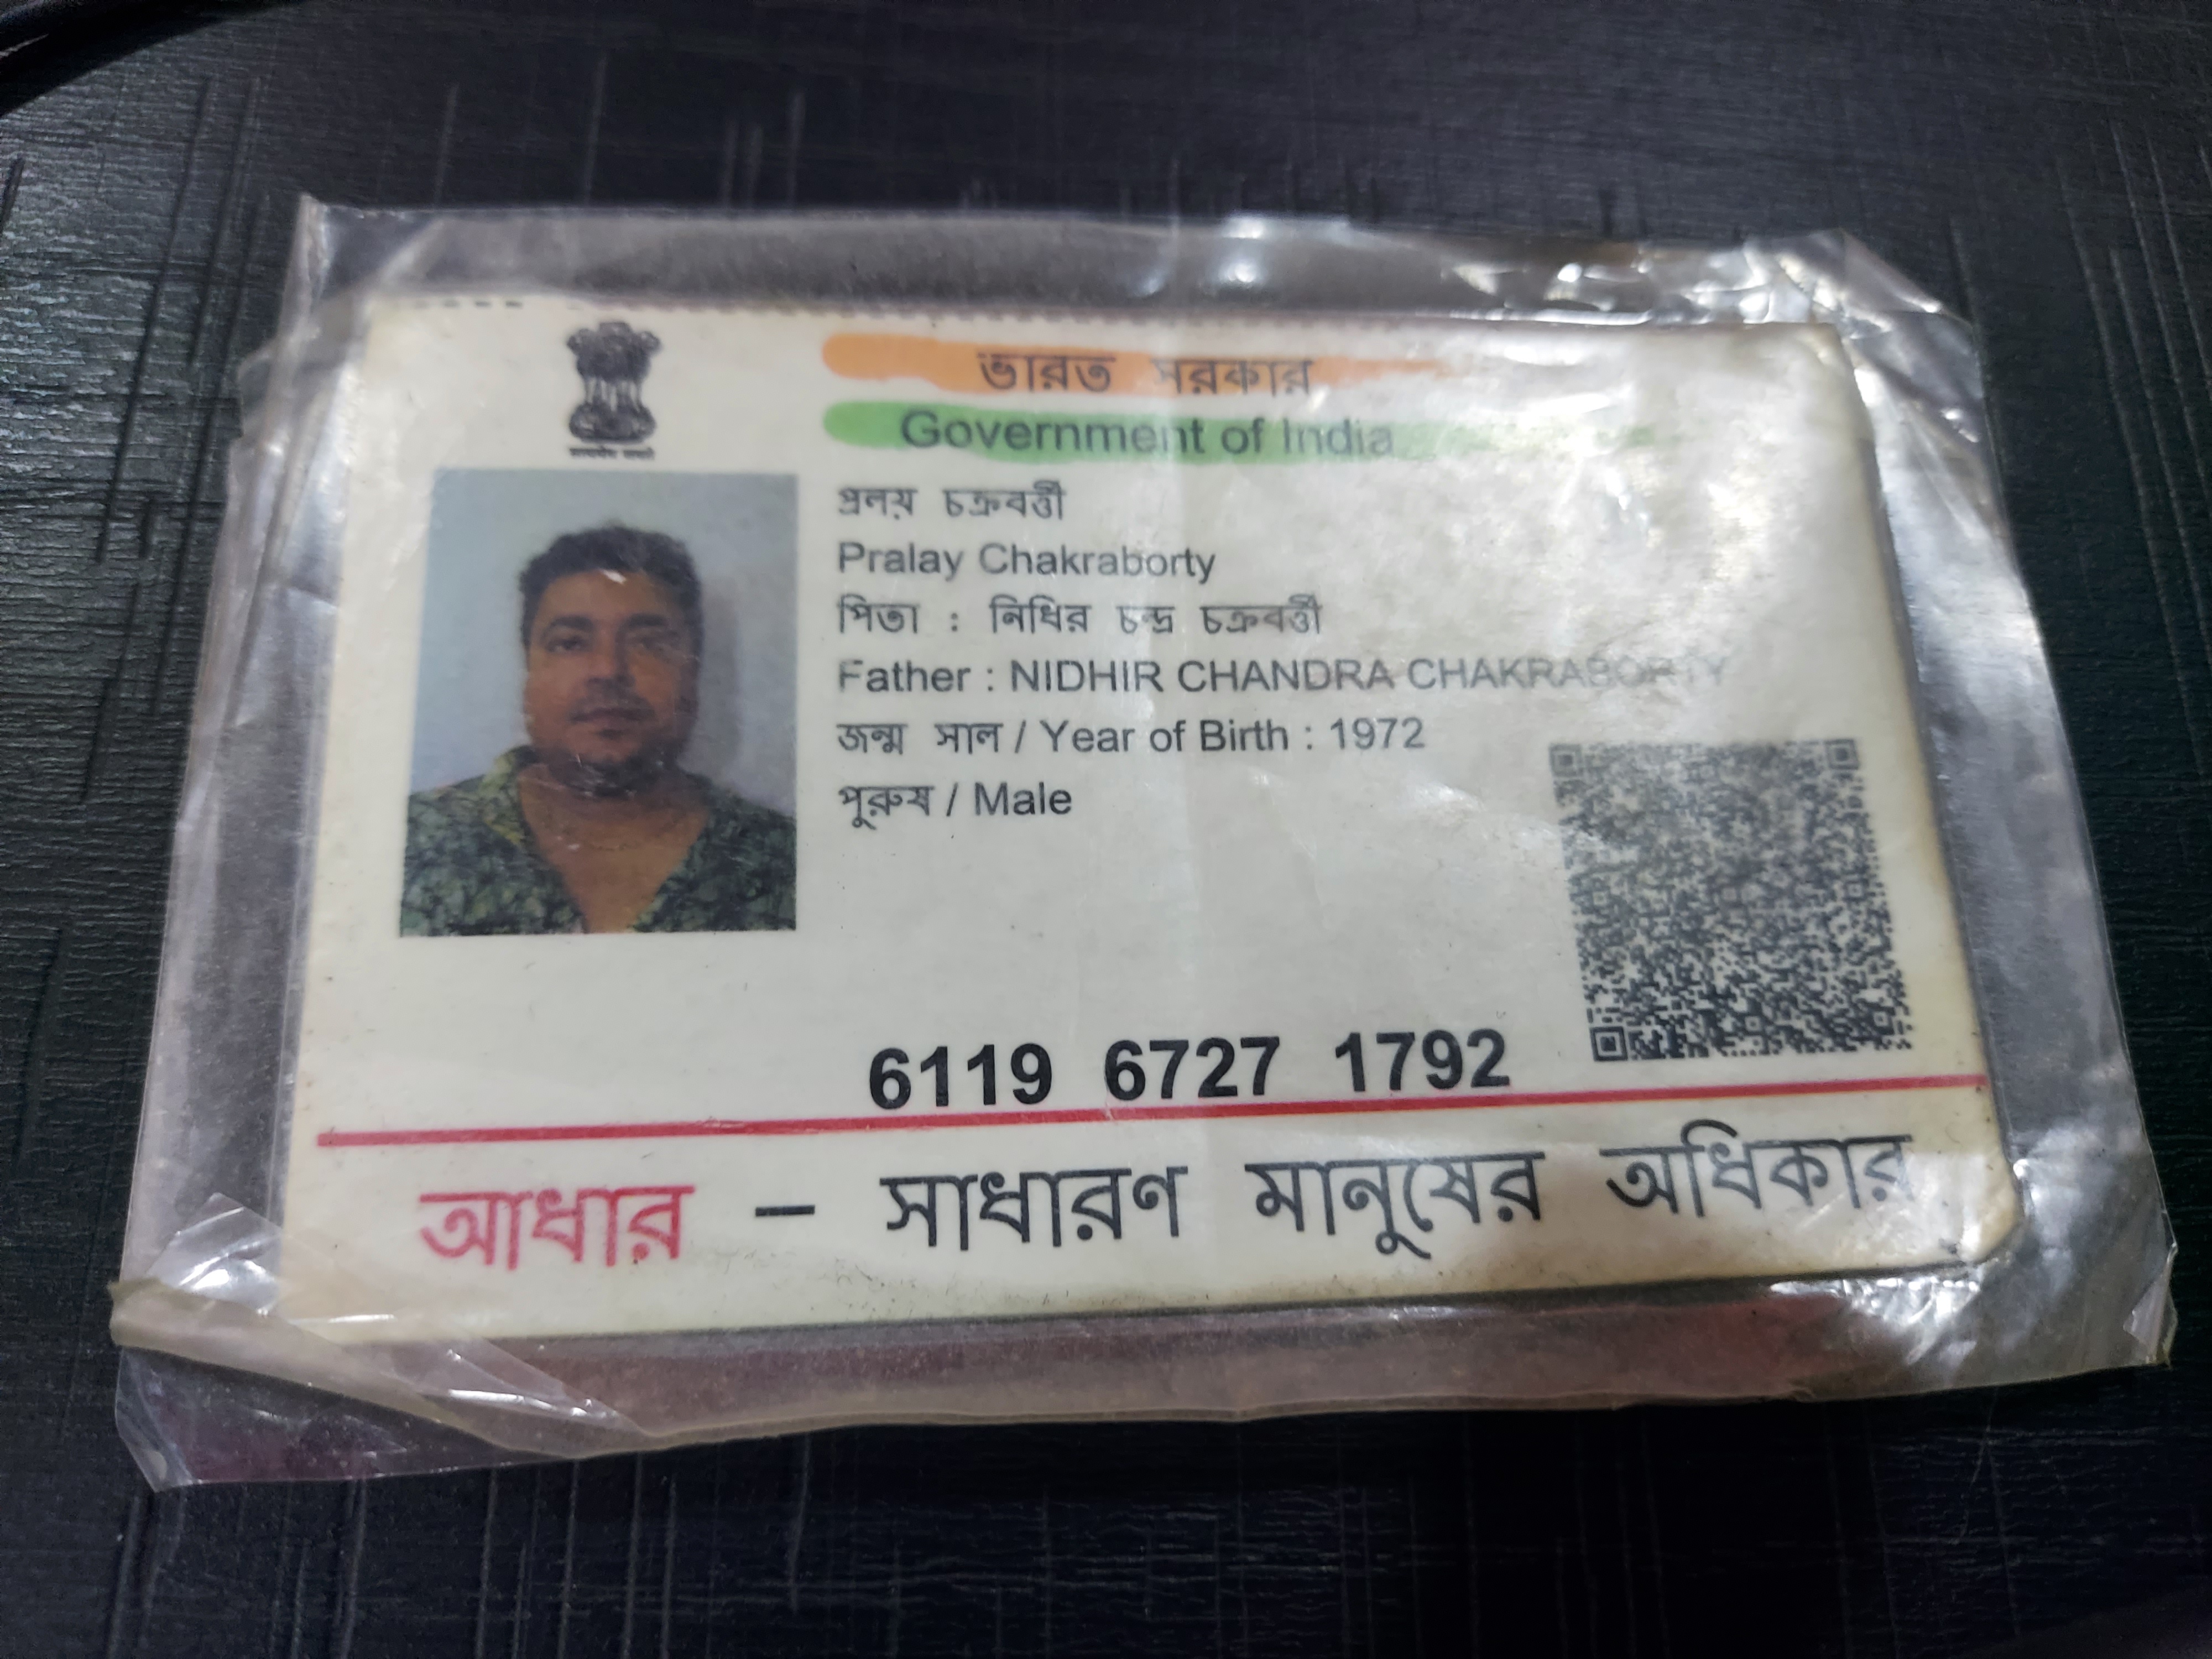 ভারত সরকার
Government of India
প্রলয় চক্রবর্ত্তী
Pralay Chakraborty
পিতা : নিধির চন্দ্র চক্রবর্ত্তী
Father : NIDHIR CHANDRA CHAKRABORTY
জন্ম সাল / Year of Birth : 1972
পুরুষ / Male
6119 6727 1792
আধার – সাধারণ মানুষের অধিকার